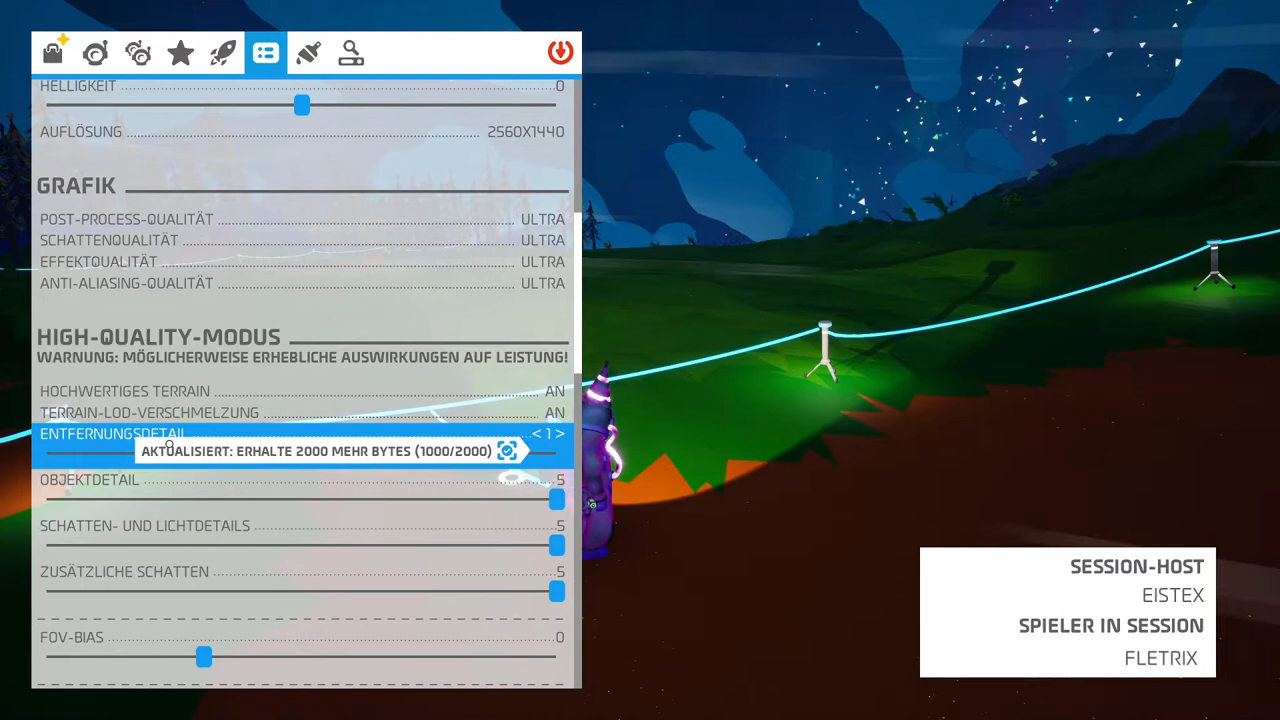 HELLIGKEIT 0
AUFLÖSUNG 2560X1440
GRAFIK
POST-PROCESS-QUALITÄT ULTRA
SCHATTENQUALITÄT ULTRA
EFFEKTQUALITÄT ULTRA
ANTI-ALIASING-QUALITÄT ULTRA
HIGH-QUALITY-MODUS
WARNUNG: MÖGLICHERWEISE ERHEBLICHE AUSWIRKUNGEN AUF LEISTUNG!
HOCHWERTIGES TERRAIN AN
TERRAIN-LOD-VERSCHMELZUNG AN
ENTFERNUNGSDETAIL < 1 >
AKTUALISIERT: ERHALTE 2000 MEHR BYTES (1000/2000)
OBJEKTDETAIL 5
SCHATTEN- UND LICHTDETAILS 5
ZUSÄTZLICHE SCHATTEN 5
FOV-BIAS 0
SESSION-HOST
EISTEX
SPIELER IN SESSION
FLETRIX